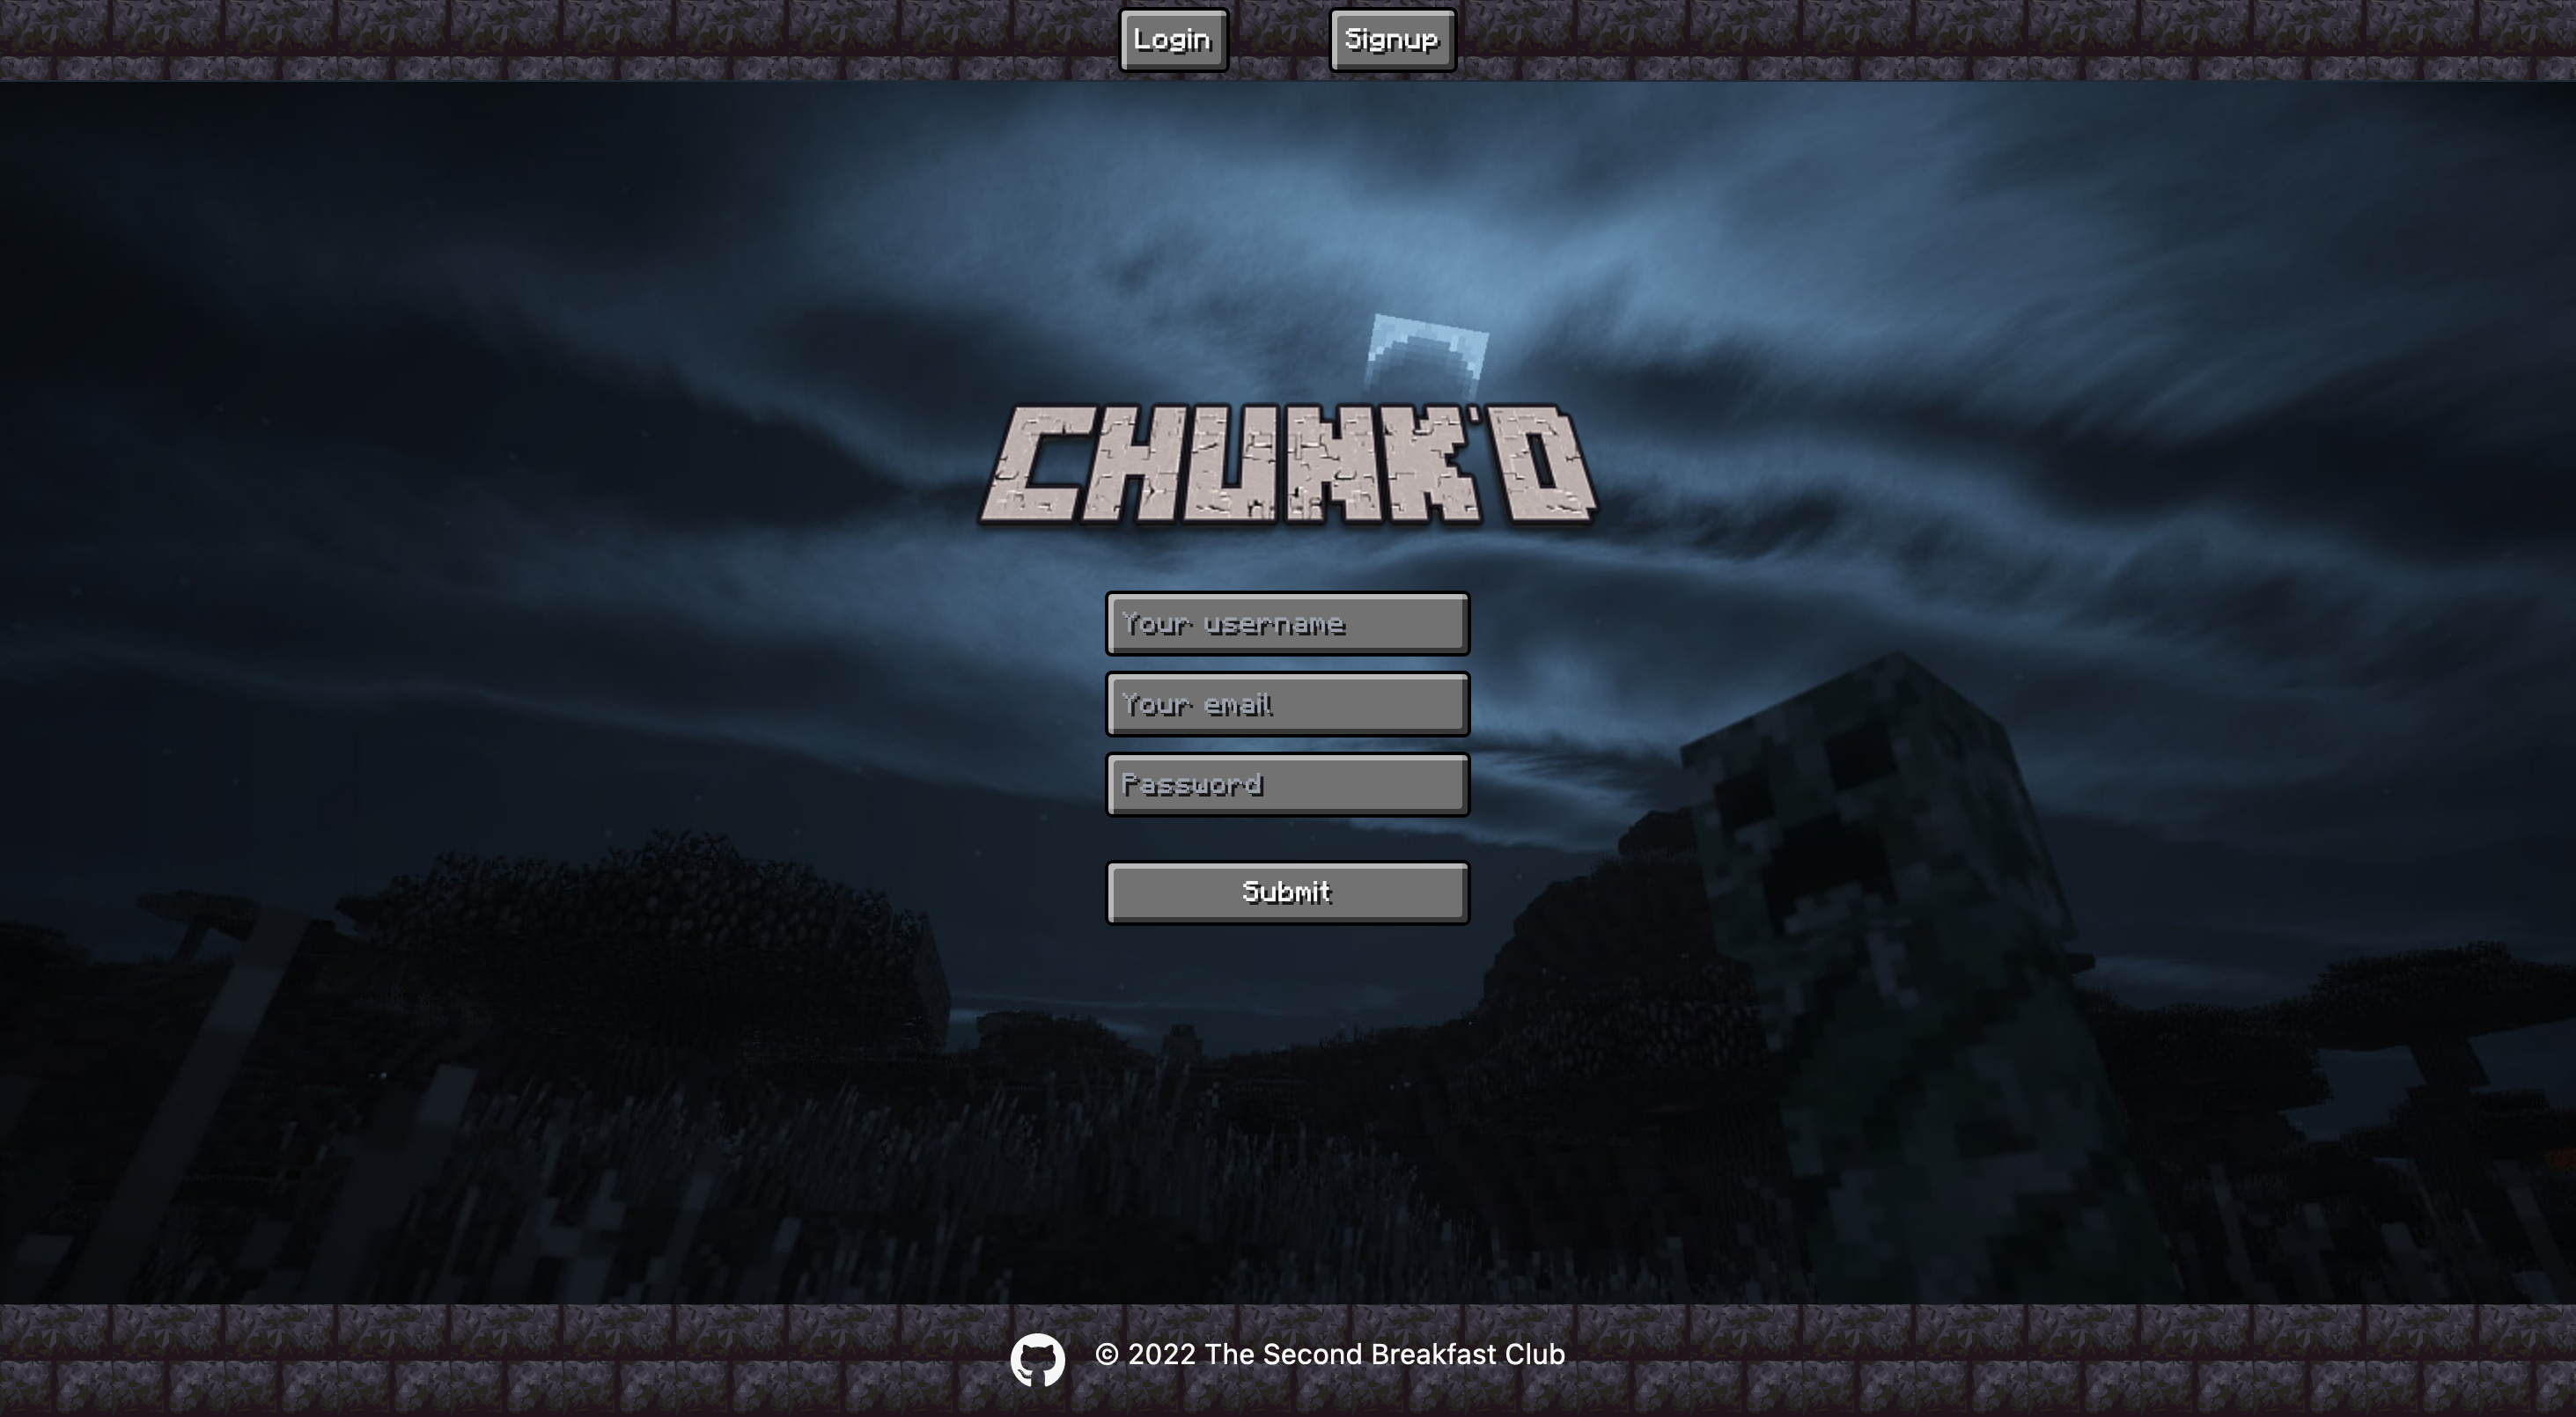 Login Signup
CHUNK'D
Your username
Your email
Password
Submit
© 2022 The Second Breakfast Club